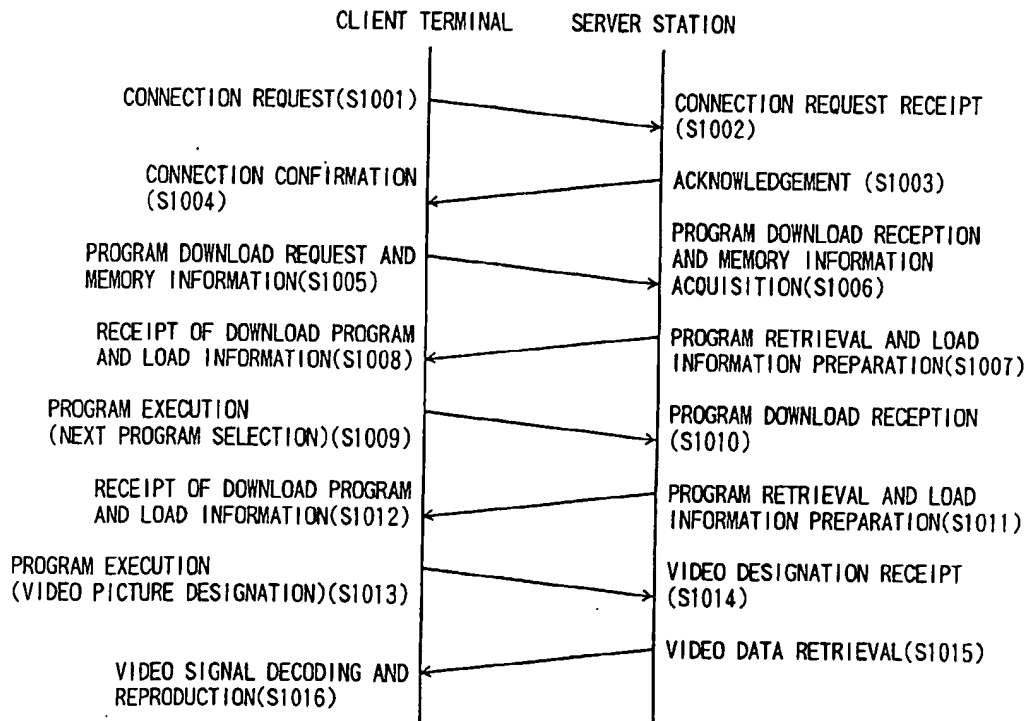 CLIENT TERMINAL
SERVER STATION
CONNECTION REQUEST(S1001)
CONNECTION REQUEST RECEIPT
(S1002)
CONNECTION CONFIRMATION
(S1004)
ACKNOWLEDGEMENT (S1003)
PROGRAM DOWNLOAD REQUEST AND
MEMORY INFORMATION(S1005)
PROGRAM DOWNLOAD RECEPTION
AND MEMORY INFORMATION
ACQUISITION(S1006)
RECEIPT OF DOWNLOAD PROGRAM
AND LOAD INFORMATION(S1008)
PROGRAM RETRIEVAL AND LOAD
INFORMATION PREPARATION(S1007)
PROGRAM EXECUTION
(NEXT PROGRAM SELECTION)(S1009)
PROGRAM DOWNLOAD RECEPTION
(S1010)
RECEIPT OF DOWNLOAD PROGRAM
AND LOAD INFORMATION(S1012)
PROGRAM RETRIEVAL AND LOAD
INFORMATION PREPARATION(S1011)
PROGRAM EXECUTION
(VIDEO PICTURE DESIGNATION)(S1013)
VIDEO DESIGNATION RECEIPT
(S1014)
VIDEO DATA RETRIEVAL(S1015)
VIDEO SIGNAL DECODING AND
REPRODUCTION(S1016)